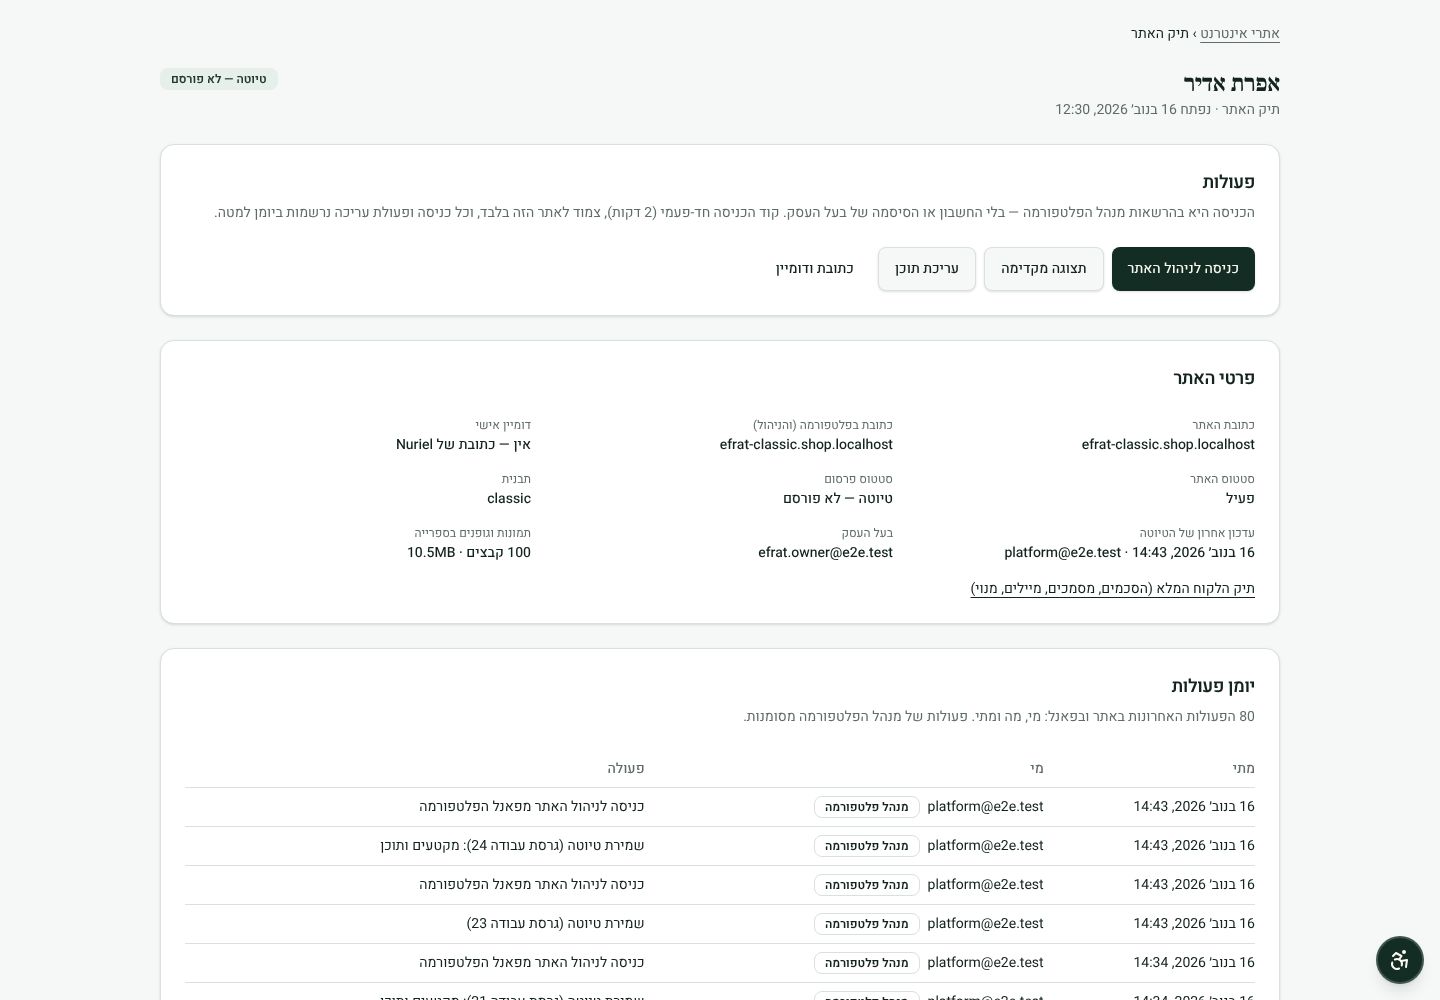 אתרי אינטרנט › תיק האתר
אפרת אדיר
טיוטה — לא פורסם
תיק האתר · נפתח 16 בנוב׳ 2026, 12:30
פעולות
הכניסה היא בהרשאות מנהל הפלטפורמה — בלי החשבון או הסיסמה של בעל העסק. קוד הכניסה חד-פעמי (2 דקות), צמוד לאתר הזה בלבד, וכל כניסה ופעולת עריכה נרשמות ביומן למטה.
כניסה לניהול האתר תצוגה מקדימה עריכת תוכן כתובת ודומיין
פרטי האתר
כתובת האתר כתובת בפלטפורמה (והניהול) דומיין אישי
efrat-classic.shop.localhost efrat-classic.shop.localhost אין — כתובת של Nuriel
סטטוס האתר סטטוס פרסום תבנית
פעיל טיוטה — לא פורסם classic
עדכון אחרון של הטיוטה בעל העסק תמונות וגופנים בספרייה
16 בנוב׳ 2026, 14:43 · platform@e2e.test efrat.owner@e2e.test 100 קבצים · 10.5MB
תיק הלקוח המלא (הסכמים, מסמכים, מיילים, מנוי)
יומן פעולות
80 הפעולות האחרונות באתר ובפאנל: מי, מה ומתי. פעולות של מנהל הפלטפורמה מסומנות.
מתי מי פעולה
16 בנוב׳ 2026, 14:43 platform@e2e.test מנהל פלטפורמה כניסה לניהול האתר מפאנל הפלטפורמה
16 בנוב׳ 2026, 14:43 platform@e2e.test מנהל פלטפורמה שמירת טיוטה (גרסת עבודה 24): מקטעים ותוכן
16 בנוב׳ 2026, 14:43 platform@e2e.test מנהל פלטפורמה כניסה לניהול האתר מפאנל הפלטפורמה
16 בנוב׳ 2026, 14:43 platform@e2e.test מנהל פלטפורמה שמירת טיוטה (גרסת עבודה 23)
16 בנוב׳ 2026, 14:34 platform@e2e.test מנהל פלטפורמה כניסה לניהול האתר מפאנל הפלטפורמה